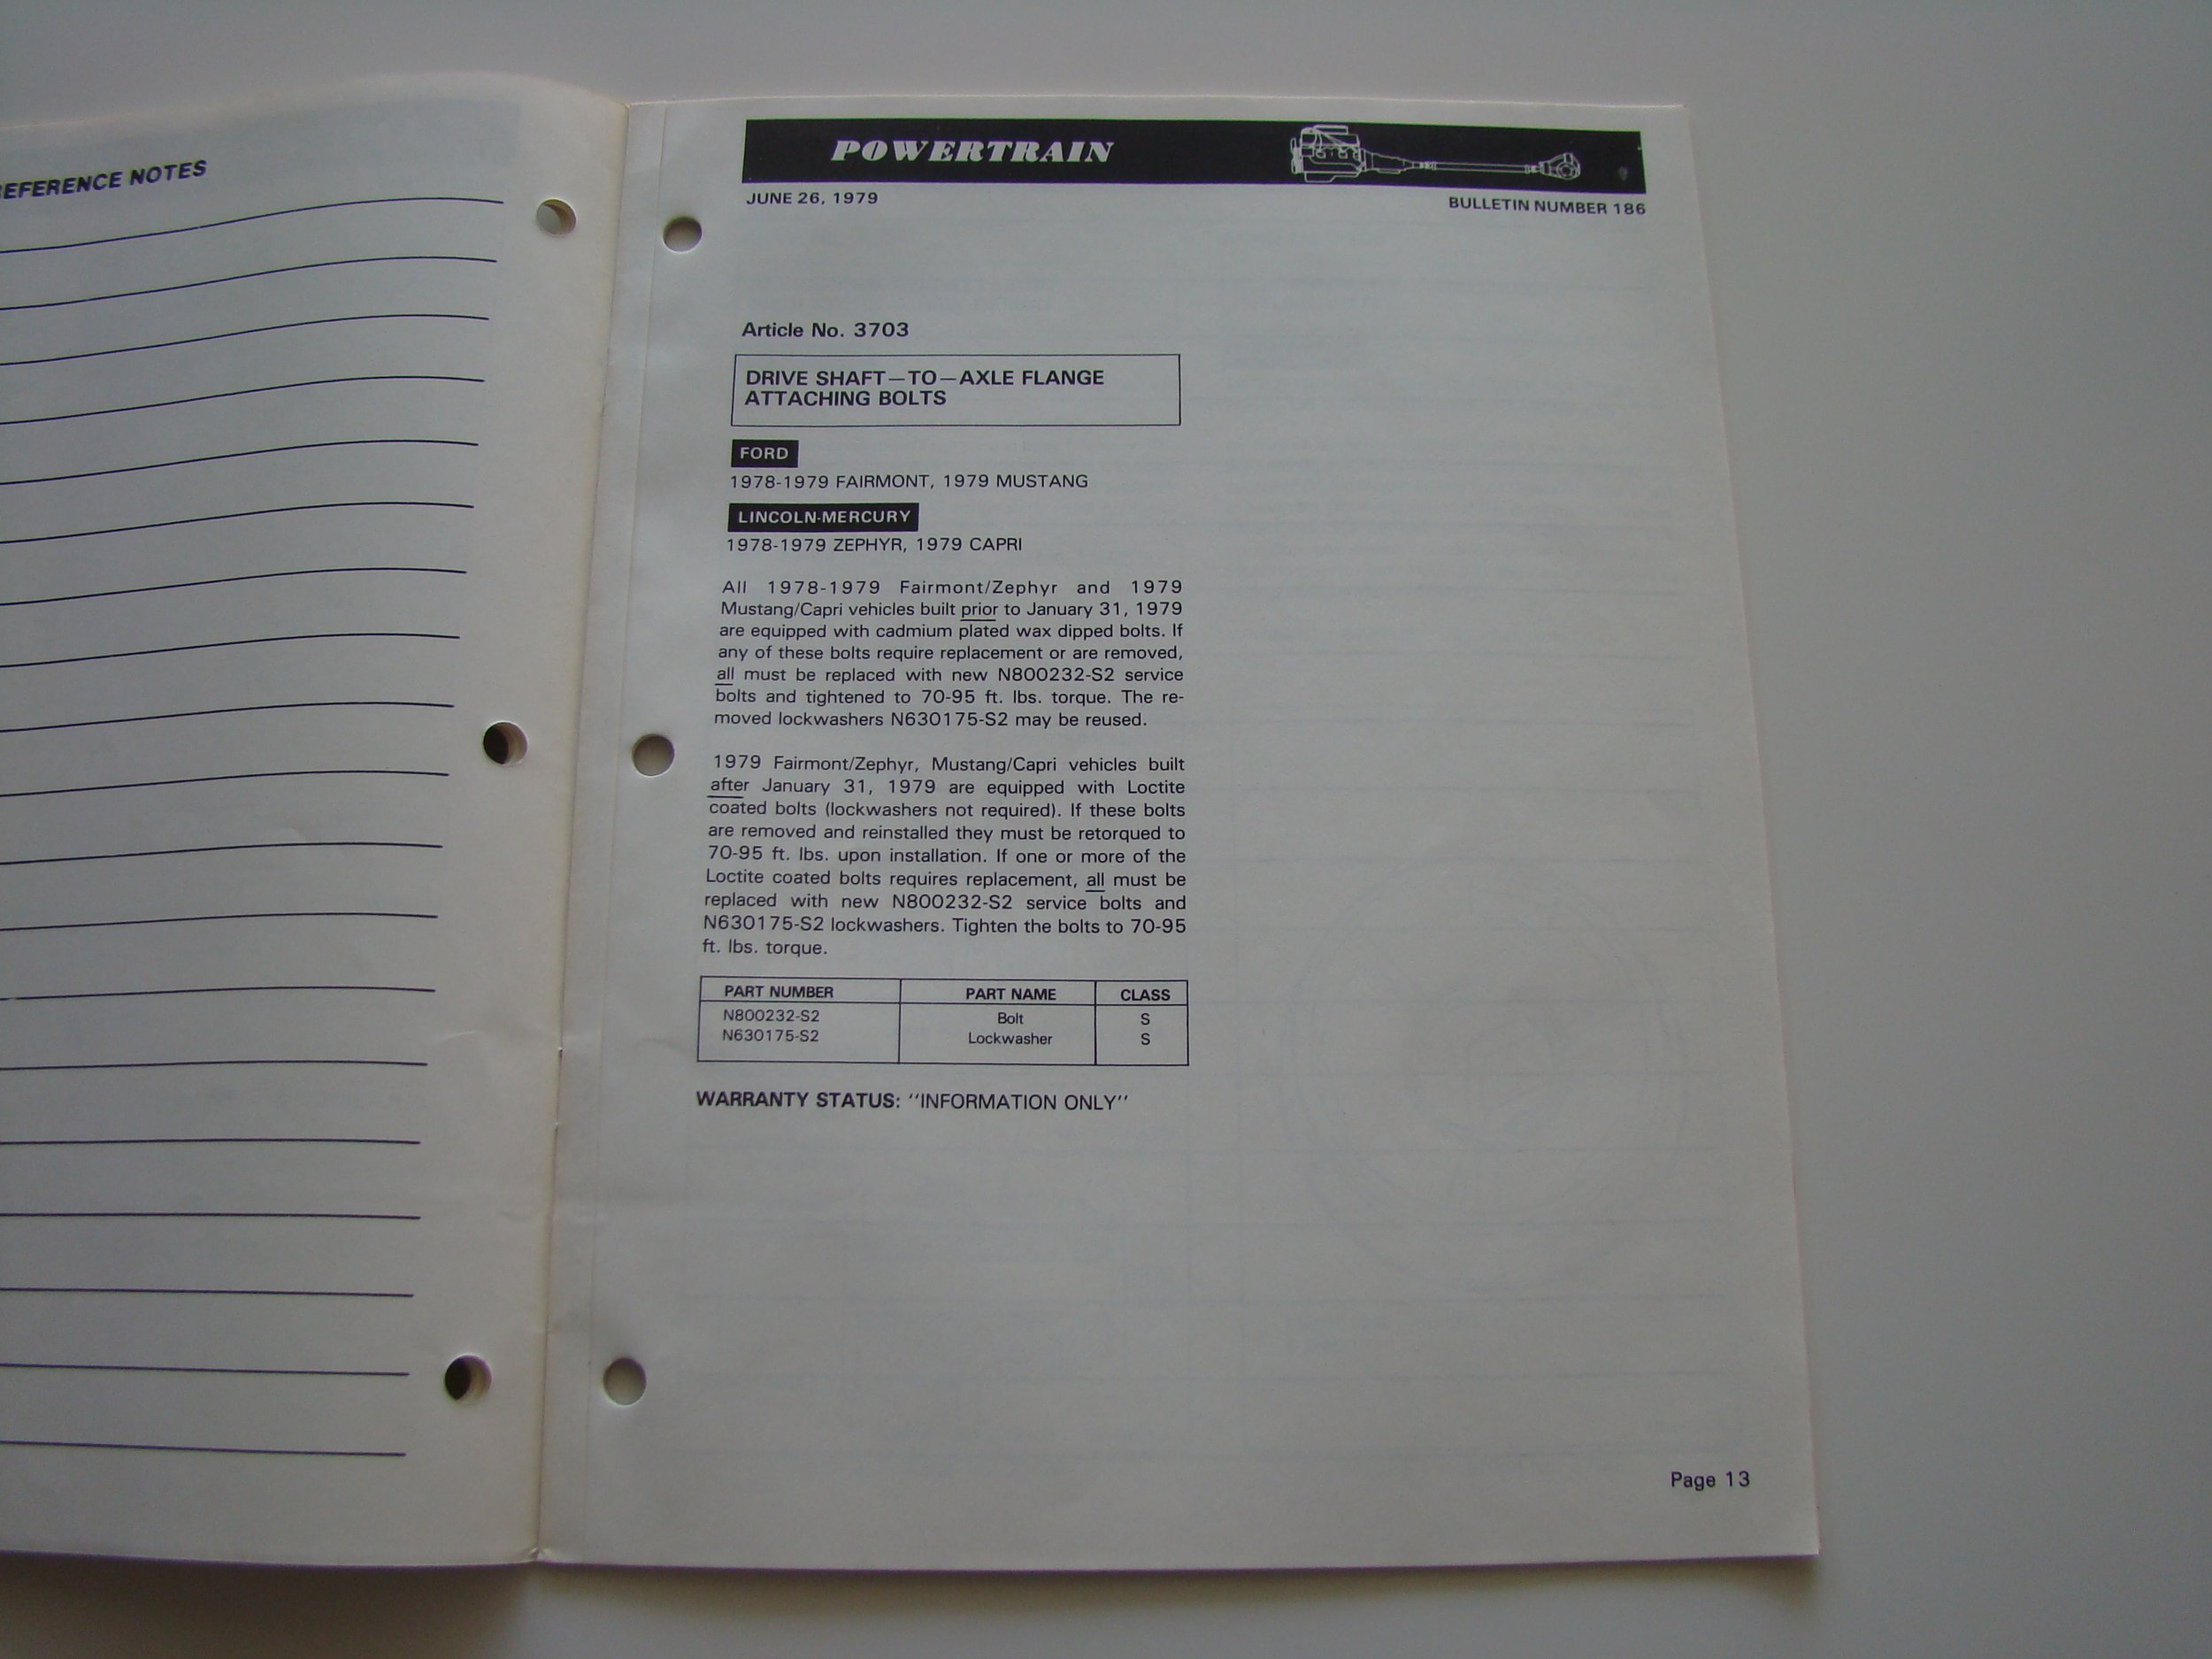 REFERENCE NOTES
POWERTRAIN
JUNE 26, 1979
BULLETIN NUMBER 186
Article No. 3703
DRIVE SHAFT—TO—AXLE FLANGE
ATTACHING BOLTS
FORD
1978-1979 FAIRMONT, 1979 MUSTANG
LINCOLN-MERCURY
1978-1979 ZEPHYR, 1979 CAPRI
All 1978-1979 Fairmont/Zephyr and 1979
Mustang/Capri vehicles built prior to January 31, 1979
are equipped with cadmium plated wax dipped bolts. If
any of these bolts require replacement or are removed,
all must be replaced with new N800232-S2 service
bolts and tightened to 70-95 ft. lbs. torque. The re-
moved lockwashers N630175-S2 may be reused.
1979 Fairmont/Zephyr, Mustang/Capri vehicles built
after January 31, 1979 are equipped with Loctite
coated bolts (lockwashers not required). If these bolts
are removed and reinstalled they must be retorqued to
70-95 ft. lbs. upon installation. If one or more of the
Loctite coated bolts requires replacement, all must be
replaced with new N800232-S2 service bolts and
N630175-S2 lockwashers. Tighten the bolts to 70-95
ft. lbs. torque.
PART NUMBER PART NAME CLASS
N800232-S2 Bolt S
N630175-S2 Lockwasher S
WARRANTY STATUS: "INFORMATION ONLY"
Page 13